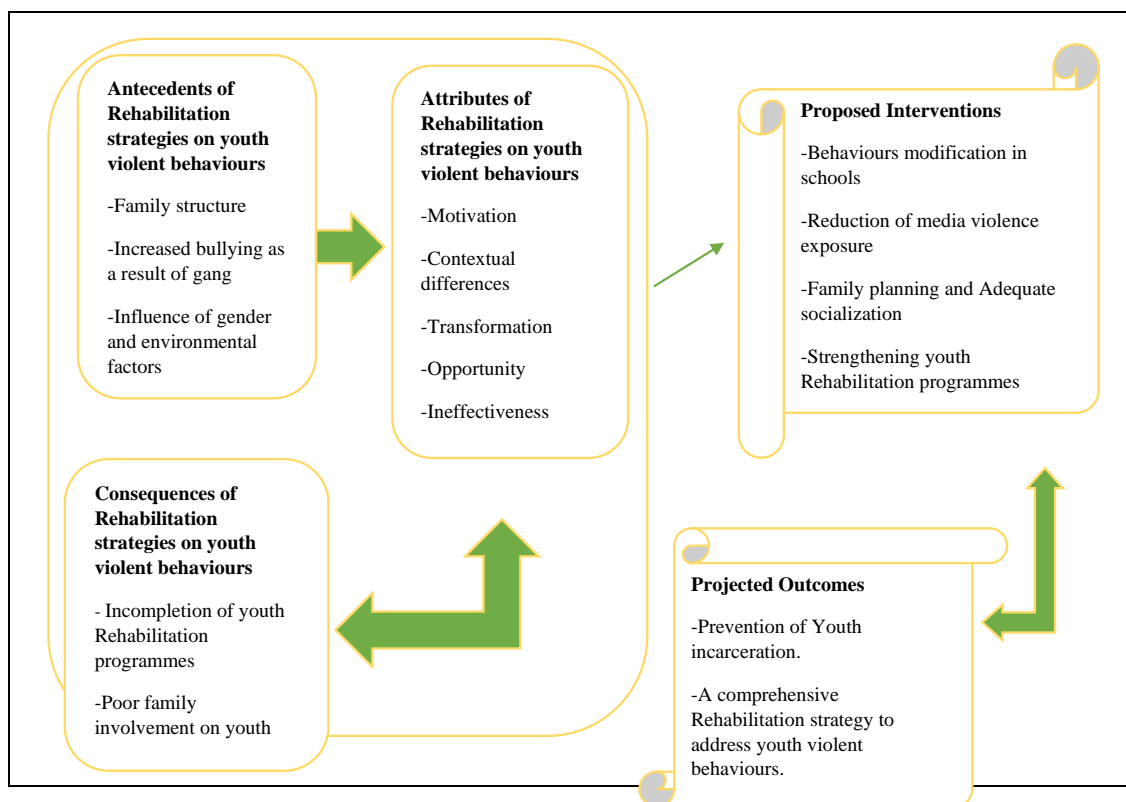 Antecedents of
Rehabilitation
strategies on youth
violent behaviours
-Family structure
-Increased bullying as
a result of gang
-Influence of gender
and environmental
factors
Attributes of
Rehabilitation
strategies on youth
violent behaviours
-Motivation
-Contextual
differences
-Transformation
-Opportunity
-Ineffectiveness
Consequences of
Rehabilitation
strategies on youth
violent behaviours
- Incompletion of youth
Rehabilitation
programmes
-Poor family
involvement on youth
Proposed Interventions
-Behaviours modification in
schools
-Reduction of media violence
exposure
-Family planning and Adequate
socialization
-Strengthening youth
Rehabilitation programmes
Projected Outcomes
-Prevention of Youth
incarceration.
-A comprehensive
Rehabilitation strategy to
address youth violent
behaviours.